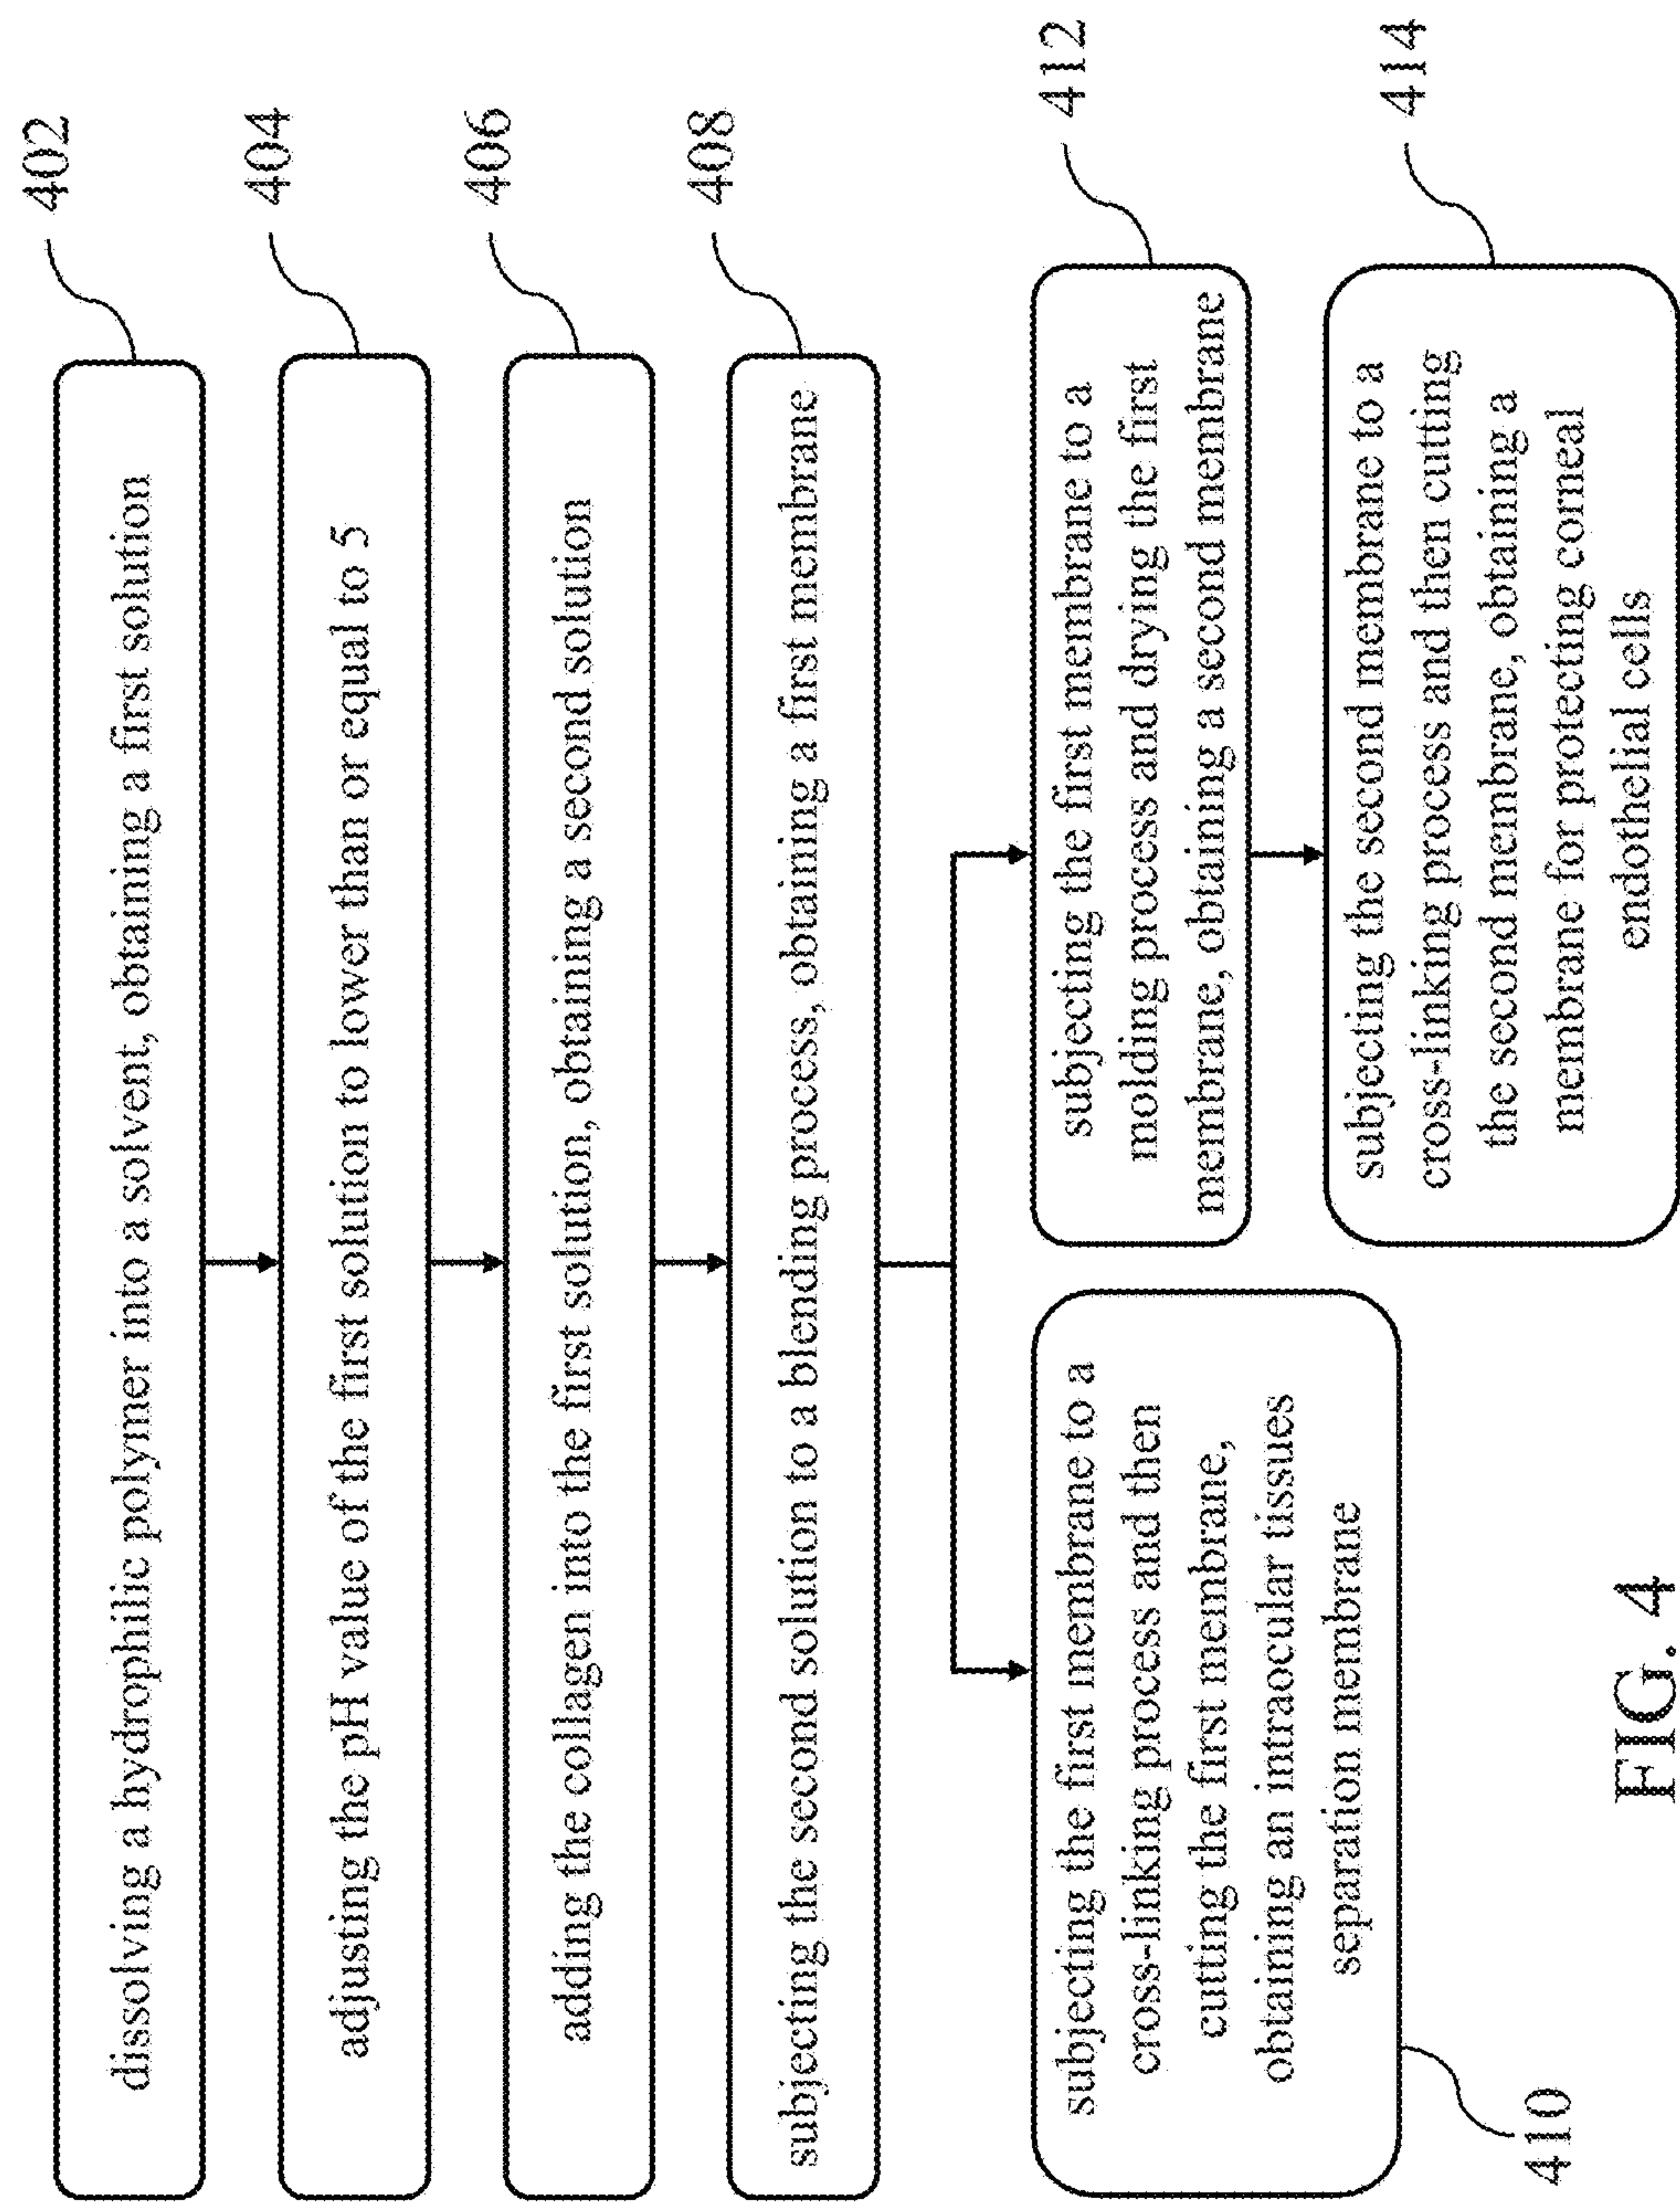 402
dissolving a hydrophilic polymer into a solvent, obtaining a first solution
404
adjusting the pH value of the first solution to lower than or equal to 5
406
adding the collagen into the first solution, obtaining a second solution
408
subjecting the second solution to a blending process, obtaining a first membrane
410
subjecting the first membrane to a
cross-linking process and then
cutting the first membrane,
obtaining an intraocular tissues
separation membrane
412
subjecting the first membrane to a
molding process and drying the first
membrane, obtaining a second membrane
414
subjecting the second membrane to a
cross-linking process and then cutting
the second membrane, obtaining a
membrane for protecting corneal
endothelial cells
FIG. 4